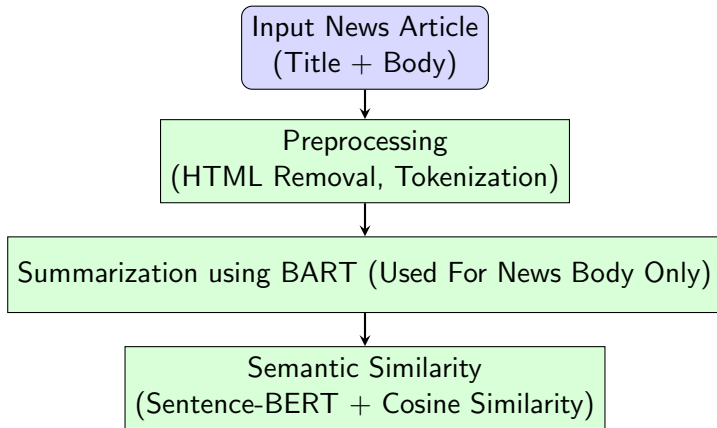 Input News Article
(Title + Body)
Preprocessing
(HTML Removal, Tokenization)
Summarization using BART (Used For News Body Only)
Semantic Similarity
(Sentence-BERT + Cosine Similarity)